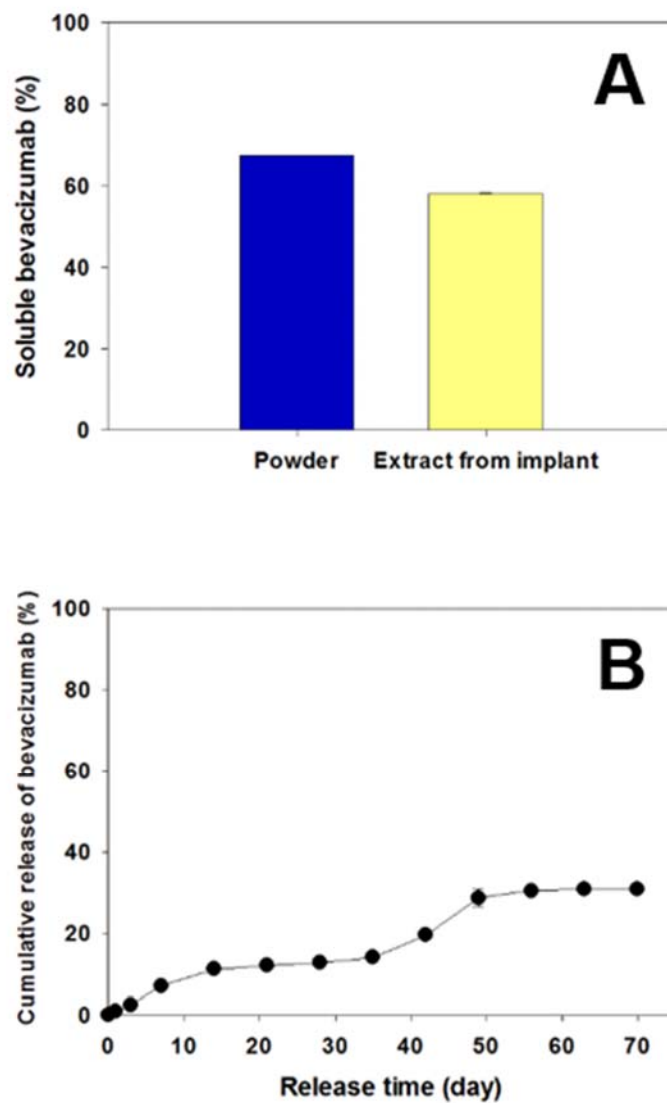 A
Soluble bevacizumab (%)
100
80
60
40
20
0
Powder
Extract from implant
B
Cumulative release of bevacizumab (%)
100
80
60
40
20
0
0 10 20 30 40 50 60 70
Release time (day)